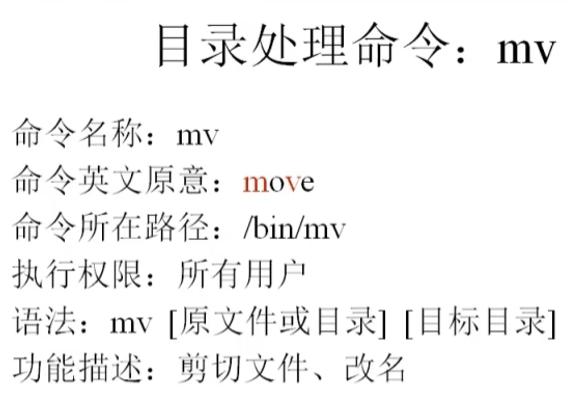 目录处理命令：mv
命令名称：mv
命令英文原意：move
命令所在路径：/bin/mv
执行权限：所有用户
语法：mv [原文件或目录] [目标目录]
功能描述：剪切文件、改名